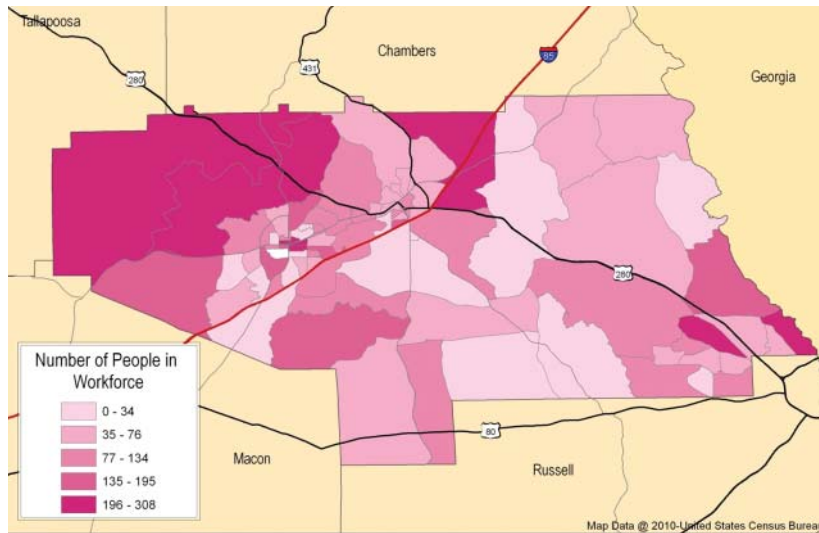 Tallapoosa
Chambers
Georgia
280
431
85
280
Number of People in
Workforce
0 - 34
35 - 76
77 - 134
135 - 195
196 - 308
Macon
80
Russell
Map Data @ 2010-United States Census Bureau